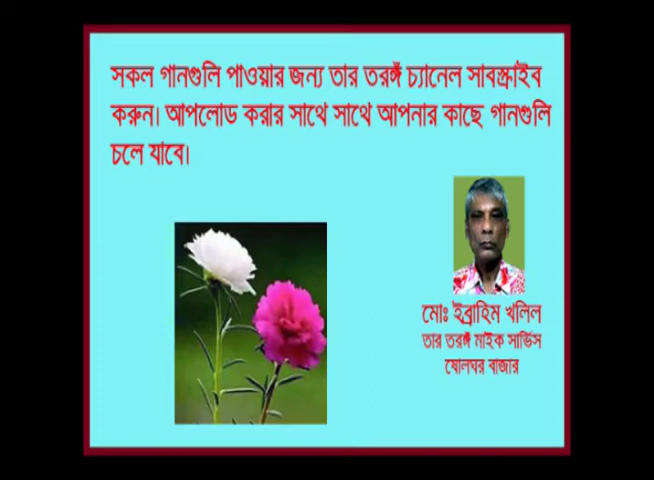 সকল গানগুলি পাওয়ার জন্য তার তরঙ্গঁ চ্যানেল সাবস্ক্রাইব
করুন। আপলোড করার সাথে সাথে আপনার কাছে গানগুলি
চলে যাবে।
মোঃ ইব্রাহিম খলিল
তার তরঙ্গঁ মাইক সার্ভিস
ষোলঘর বাজার